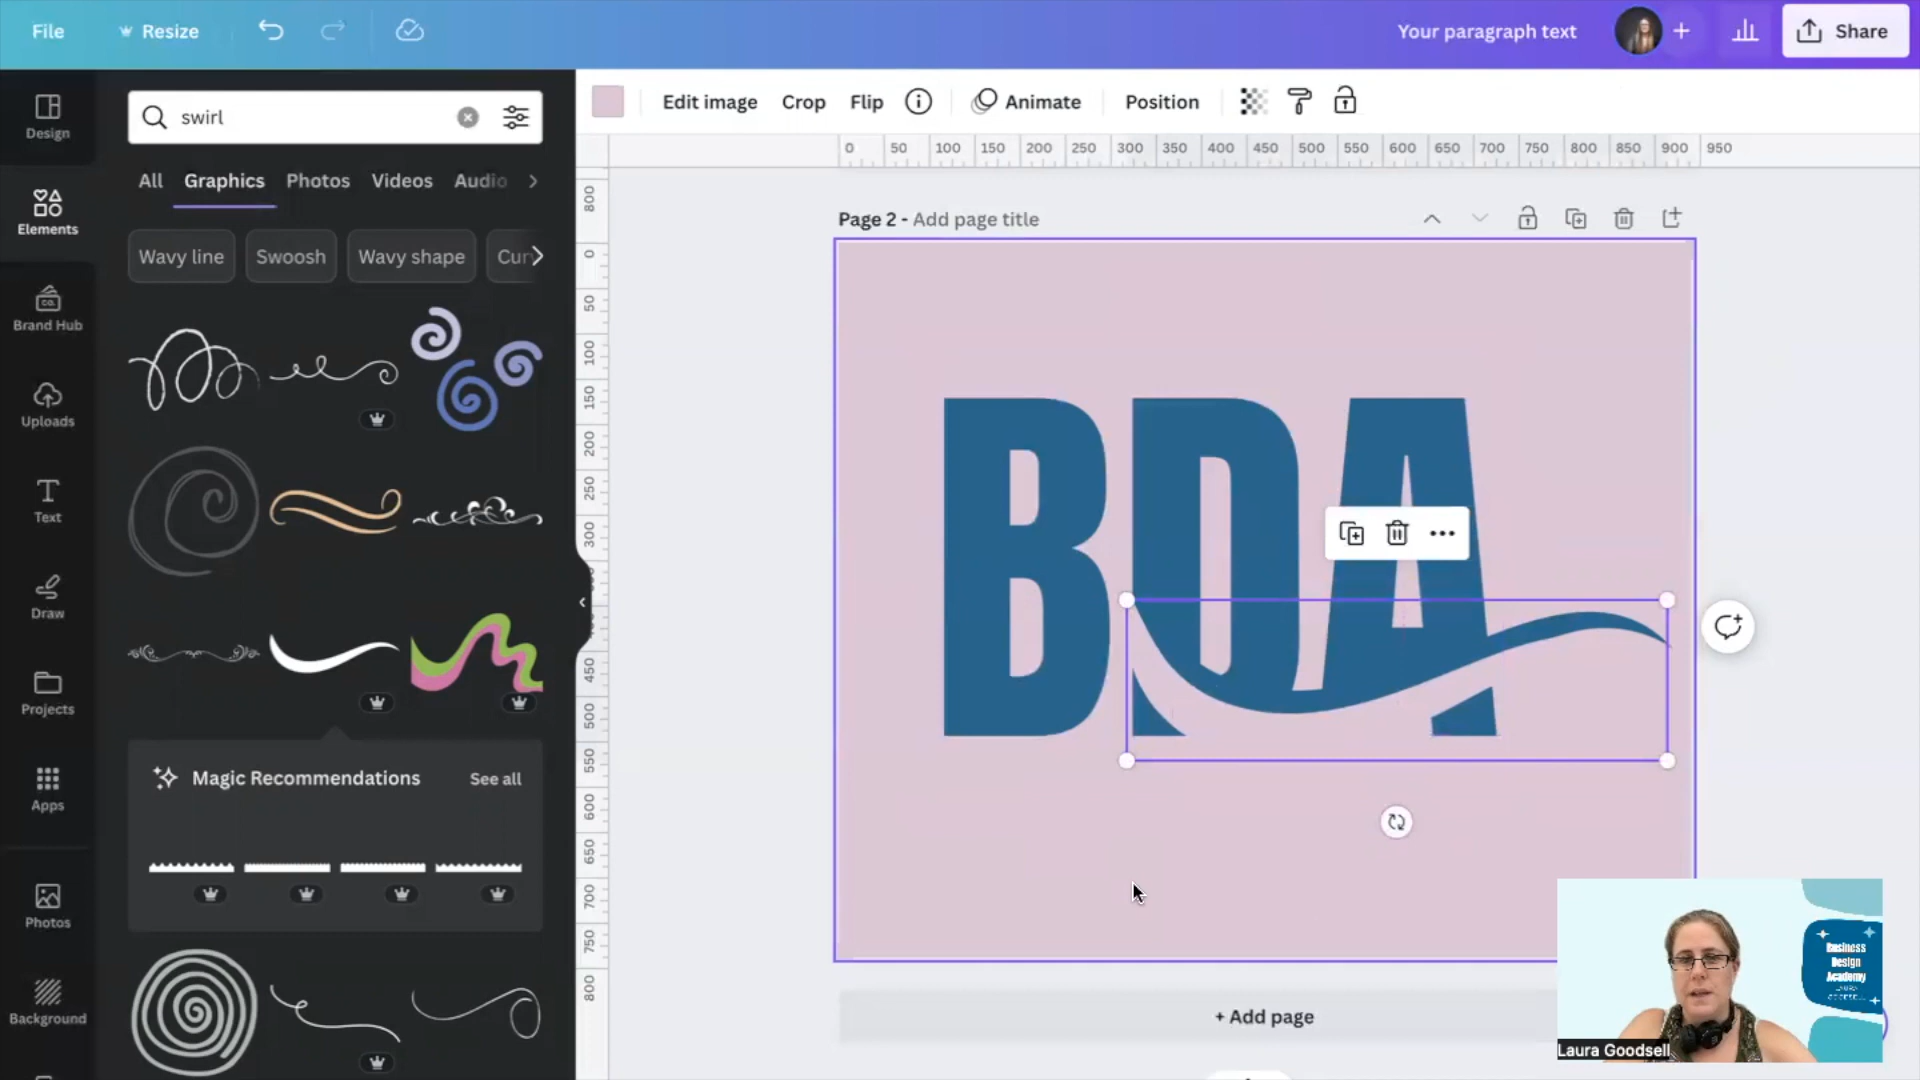 File Resize Your paragraph text Share
Design
Elements
Brand Hub
Uploads
Text
Draw
Projects
Apps
Photos
Background
swirl
All Graphics Photos Videos Audio
Wavy line Swoosh Wavy shape Cur
Magic Recommendations See all
Edit image Crop Flip Animate Position
0 50 100 150 200 250 300 350 400 450 500 550 600 650 700 750 800 850 900 950
800
0
50
100
150
200
250
300
450
500
550
600
650
700
750
800
Page 2 - Add page title
BDA
+ Add page
Business
Design
Academy
LAURA
GOODSELL
Laura Goodsell